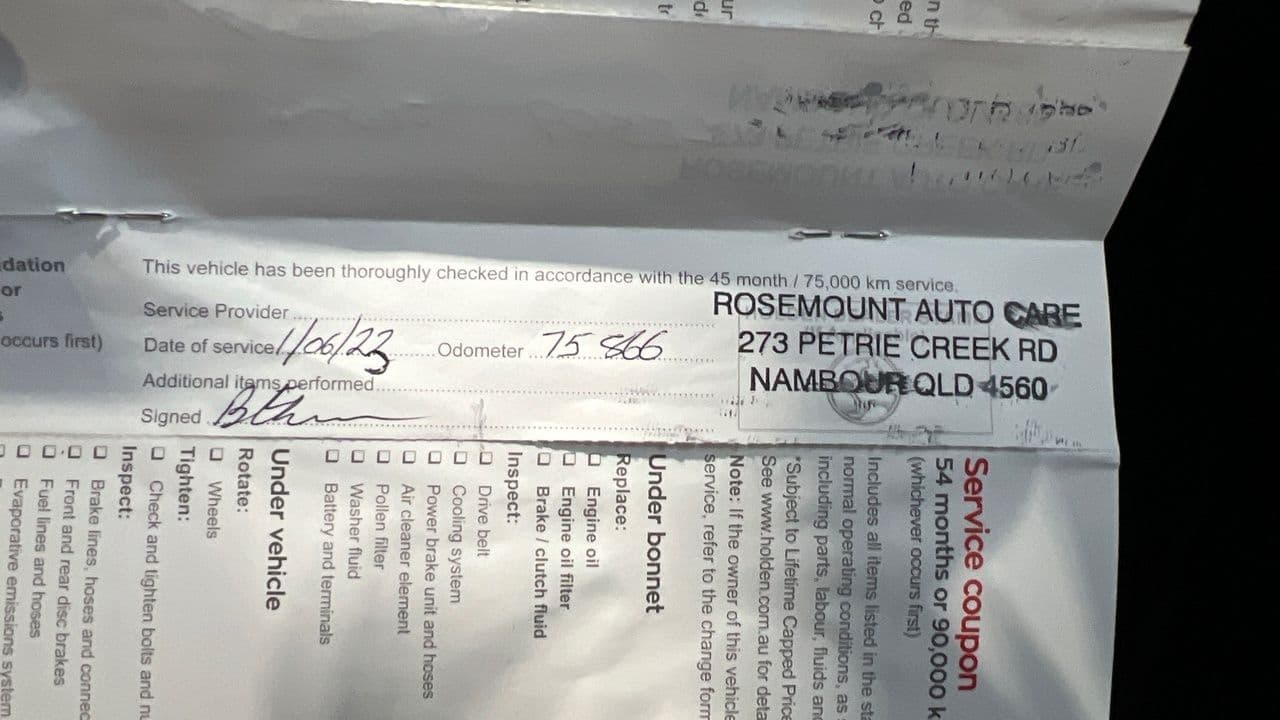 This vehicle has been thoroughly checked in accordance with the 45 month / 75,000 km service.
Service Provider
ROSEMOUNT AUTO CARE
273 PETRIE CREEK RD
NAMBOUR QLD 4560
Date of service 1/06/23 Odometer 75 866
Additional items performed
Signed
dation
or
occurs first)
Service coupon
54 months or 90,000 k
(whichever occurs first)
Includes all items listed in the
normal operating conditions, as
including parts, labour, fluids and
*Subject to Lifetime Capped Price
See www.holden.com.au for
Note: If the owner of this vehicle
service, refer to the change
Under bonnet
Replace:
Engine oil
Engine oil filter
Brake / clutch fluid
Inspect:
Drive belt
Cooling system
Power brake unit and hoses
Air cleaner element
Pollen filter
Washer fluid
Battery and terminals
Under vehicle
Rotate:
Wheels
Tighten:
Check and tighten bolts and
Inspect:
Brake lines, hoses and
Front and rear disc brakes
Fuel lines and hoses
Evaporative emissions system